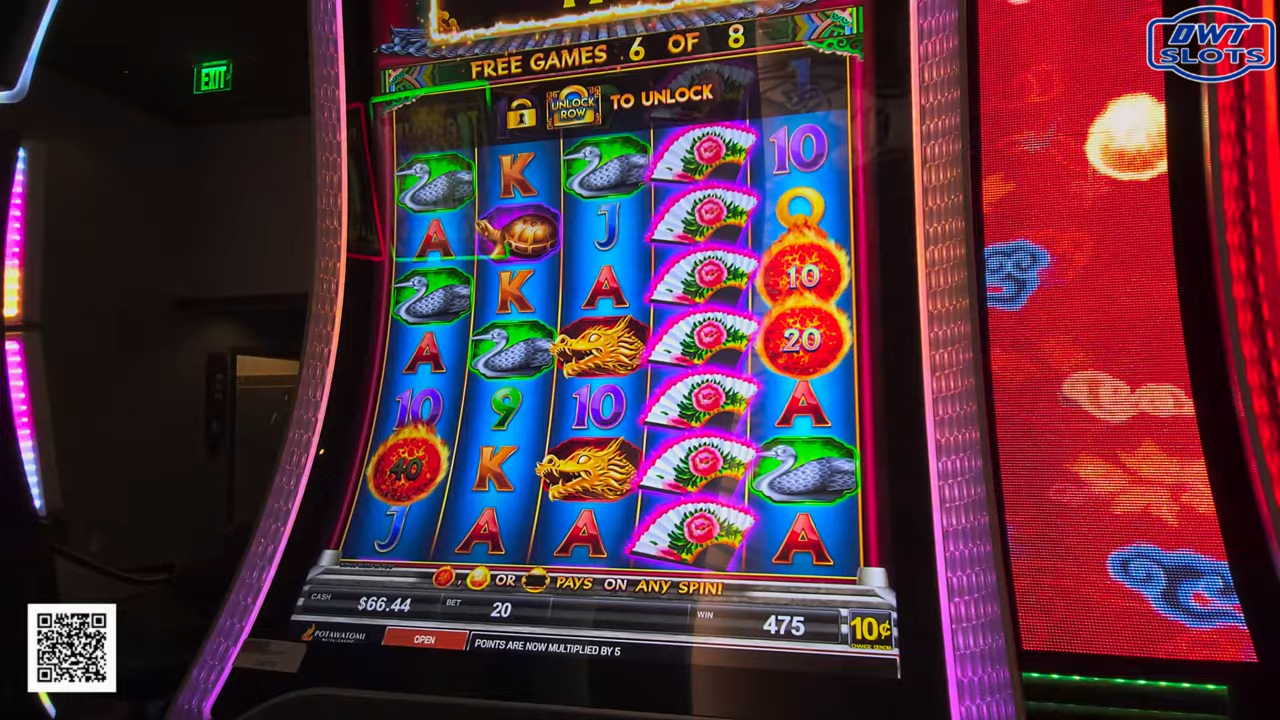 DWT
SLOTS
EXIT
FREE GAMES 6 OF 8
UNLOCK
ROW
TO UNLOCK
K
10
A
J
Q
K
A
10
A
20
A
10
9
10
40
K
J
A
A
A
OR PAYS ON ANY SPIN!
CASH $66.44 BET 20 WIN 475
10¢
CHANGE DENOM
POTAWATOMI
OPEN
POINTS ARE NOW MULTIPLIED BY 5